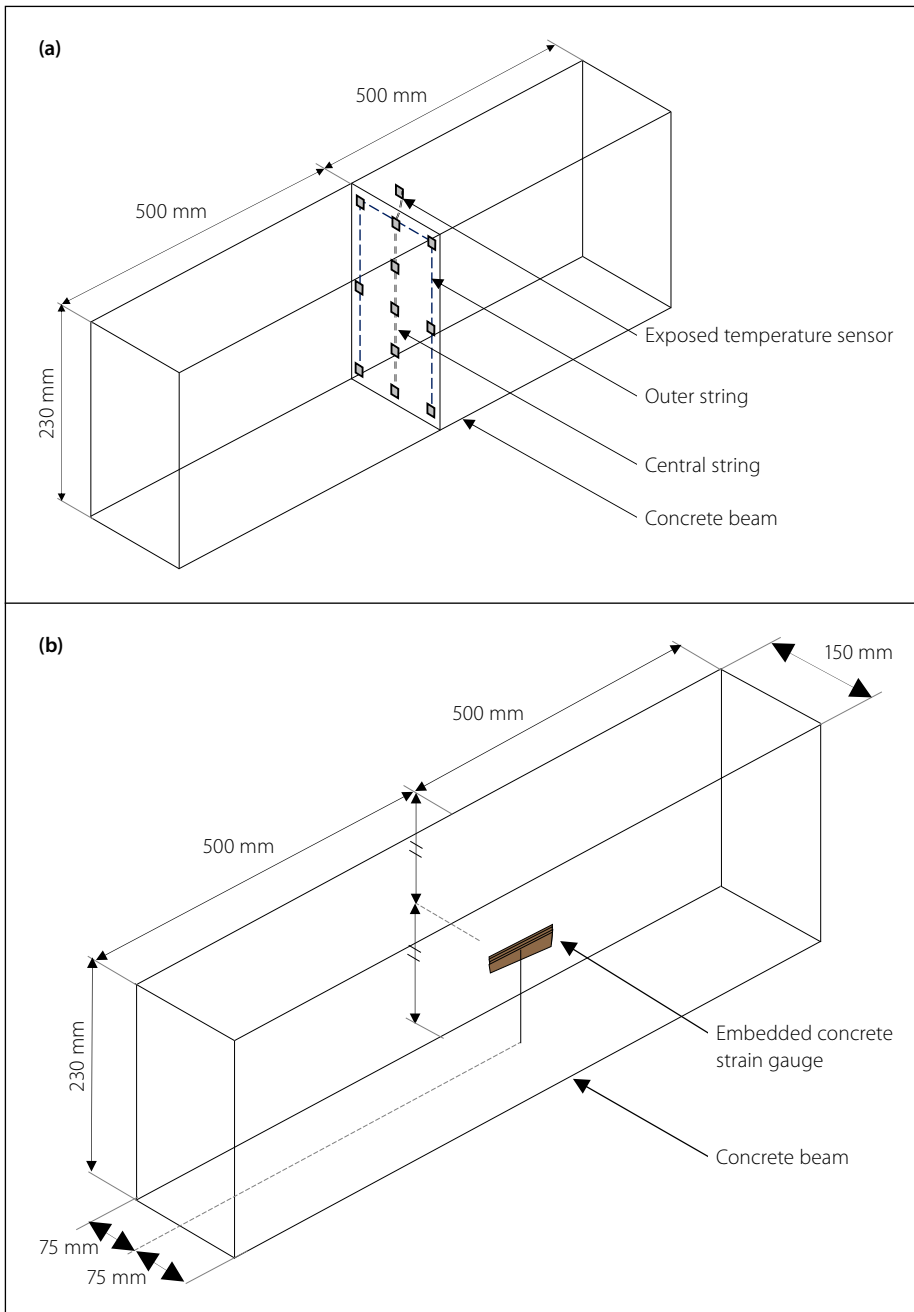 (a)
500 mm
500 mm
230 mm
Exposed temperature sensor
Outer string
Central string
Concrete beam
(b)
150 mm
500 mm
500 mm
230 mm
Embedded concrete
strain gauge
Concrete beam
75 mm
75 mm